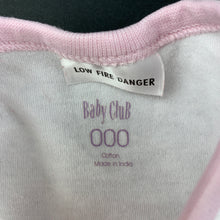 LOW FIRE DANGER
Baby Club
000
Cotton
Made in India